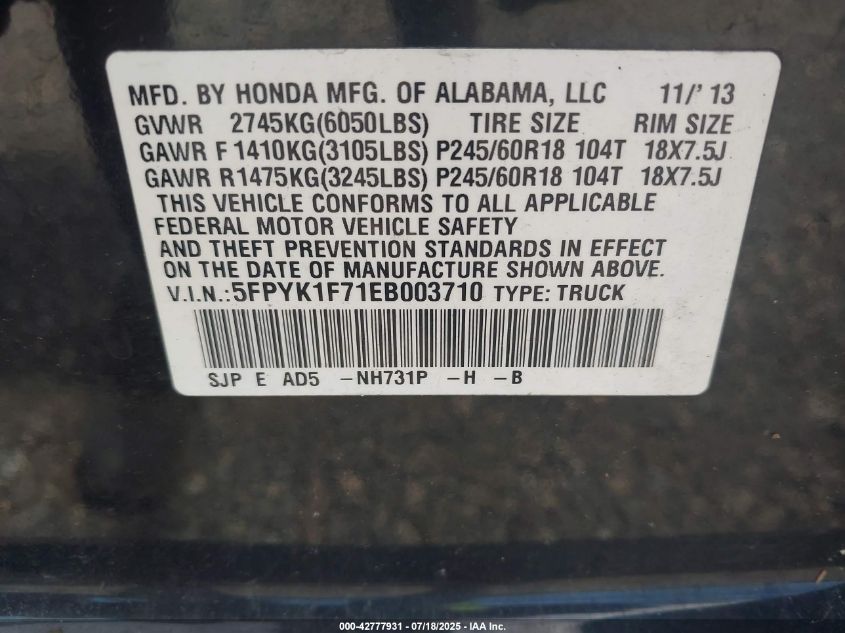 MFD. BY HONDA MFG. OF ALABAMA, LLC 11/' 13
GVWR 2745KG(6050LBS) TIRE SIZE RIM SIZE
GAWR F 1410KG(3105LBS) P245/60R18 104T 18X7.5J
GAWR R1475KG(3245LBS) P245/60R18 104T 18X7.5J
THIS VEHICLE CONFORMS TO ALL APPLICABLE
FEDERAL MOTOR VEHICLE SAFETY
AND THEFT PREVENTION STANDARDS IN EFFECT
ON THE DATE OF MANUFACTURE SHOWN ABOVE.
V.I.N.:5FPYK1F71EB003710 TYPE: TRUCK
SJP E AD5 -NH731P -H -B
000-42777931 - 07/18/2025 - IAA Inc.